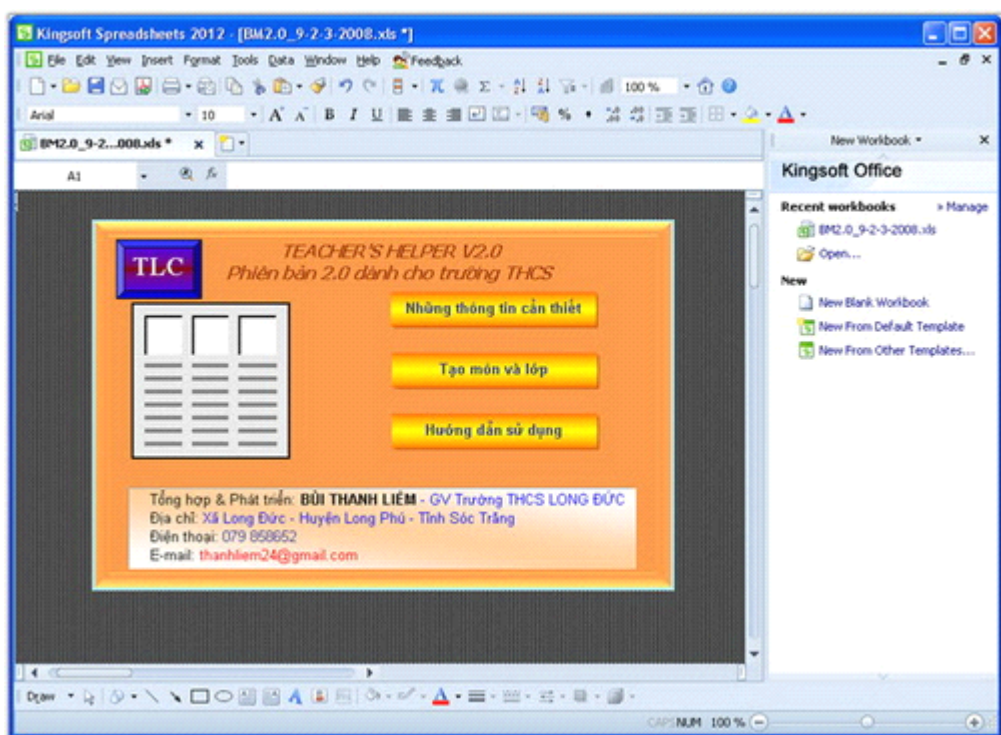 Kingsoft Spreadsheets 2012 - [BM2.0_9-2-3-2008.xls *]
File Edit View Insert Format Tools Data Window Help Feedback
100 %
Arial 10 B I U
BM2.0_9-2...008.xls *
A1 fx
New Workbook
Kingsoft Office
Recent workbooks » Manage
BM2.0_9-2-3-2008.xls
Open...
New
New Blank Workbook
New From Default Template
New From Other Templates...
TLC
TEACHER'S HELPER V2.0
Phiên bản 2.0 dành cho trường THCS
Những thông tin cần thiết
Tạo môn và lớp
Hướng dẫn sử dụng
Tổng hợp & Phát triển: BÙI THANH LIÊM - GV Trường THCS LONG ĐỨC
Địa chỉ: Xã Long Đức - Huyện Long Phú - Tỉnh Sóc Trăng
Điện thoại: 079 858652
E-mail: thanhliem24@gmail.com
Draw
CAPS NUM 100 %